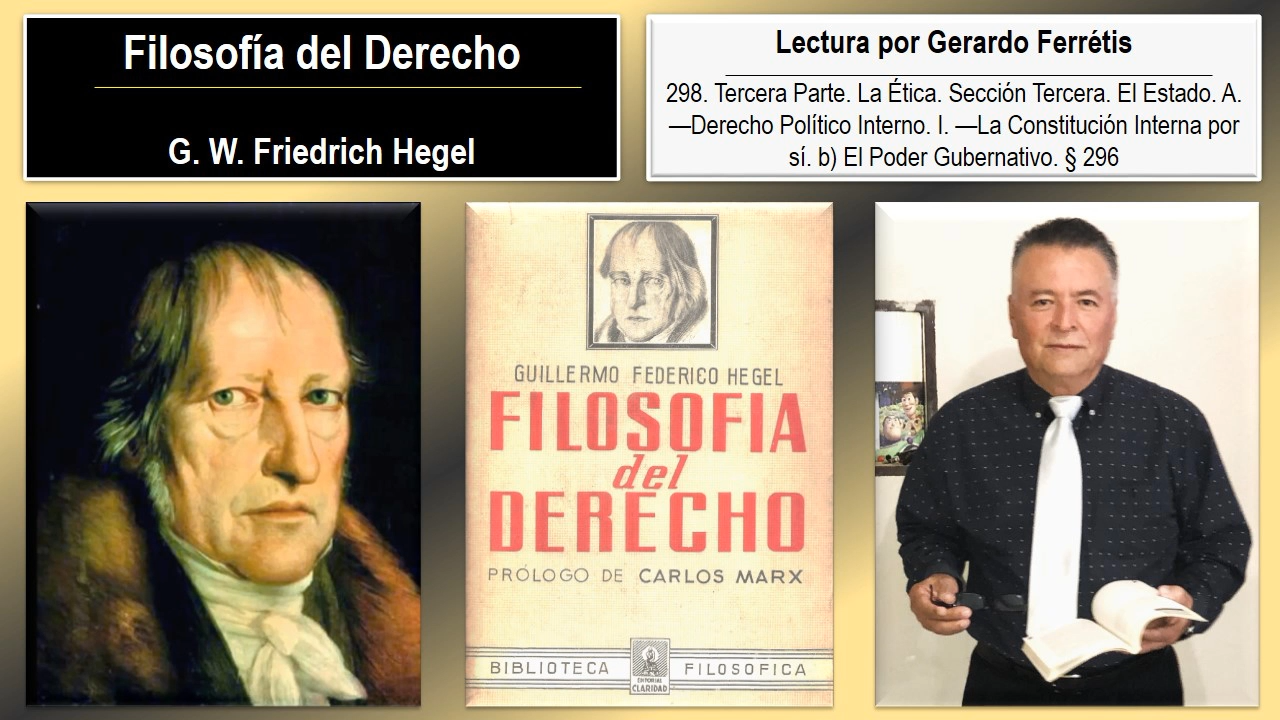 Filosofía del Derecho
G. W. Friedrich Hegel
Lectura por Gerardo Ferrétis
298. Tercera Parte. La Ética. Sección Tercera. El Estado. A.
—Derecho Político Interno. I. —La Constitución Interna por
sí. b) El Poder Gubernativo. § 296
GUILLERMO FEDERICO HEGEL
FILOSOFIA
del
DERECHO
PRÓLOGO DE CARLOS MARX
BIBLIOTECA FILOSOFICA
EDITORIAL
CLARIDAD